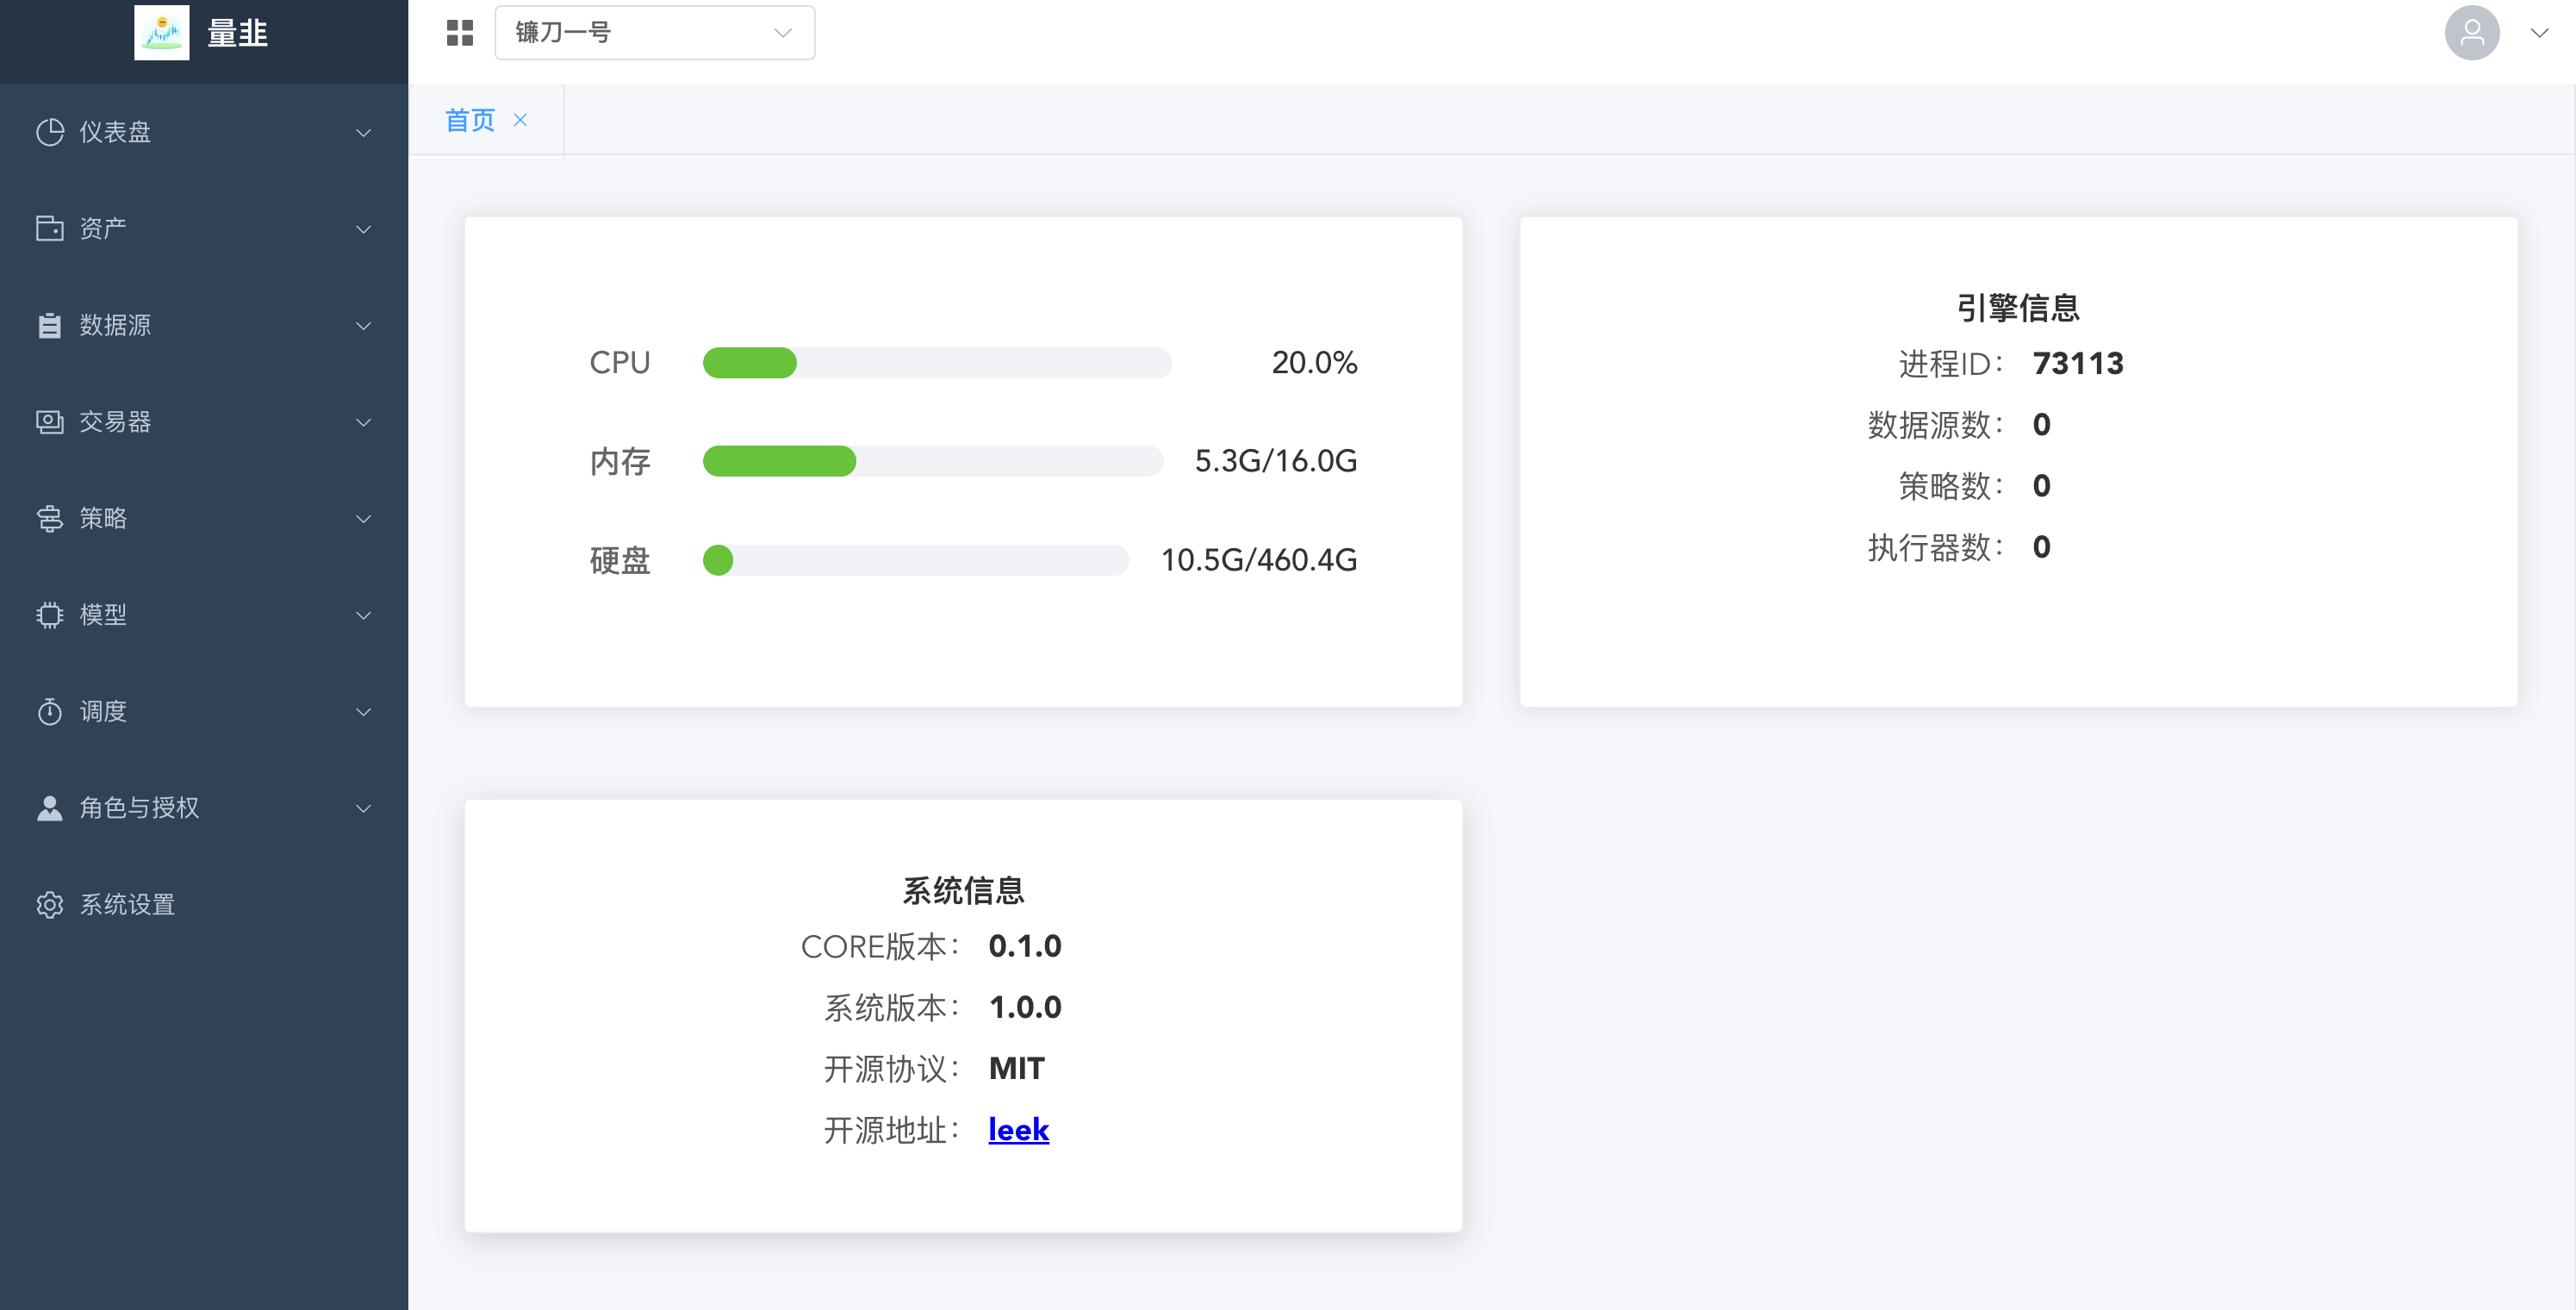 量韭
镰刀一号
仪表盘
资产
数据源
交易器
策略
模型
调度
角色与授权
系统设置
首页
CPU 20.0%
内存 5.3G/16.0G
硬盘 10.5G/460.4G
引擎信息
进程ID： 73113
数据源数： 0
策略数： 0
执行器数： 0
系统信息
CORE版本： 0.1.0
系统版本： 1.0.0
开源协议： MIT
开源地址： leek